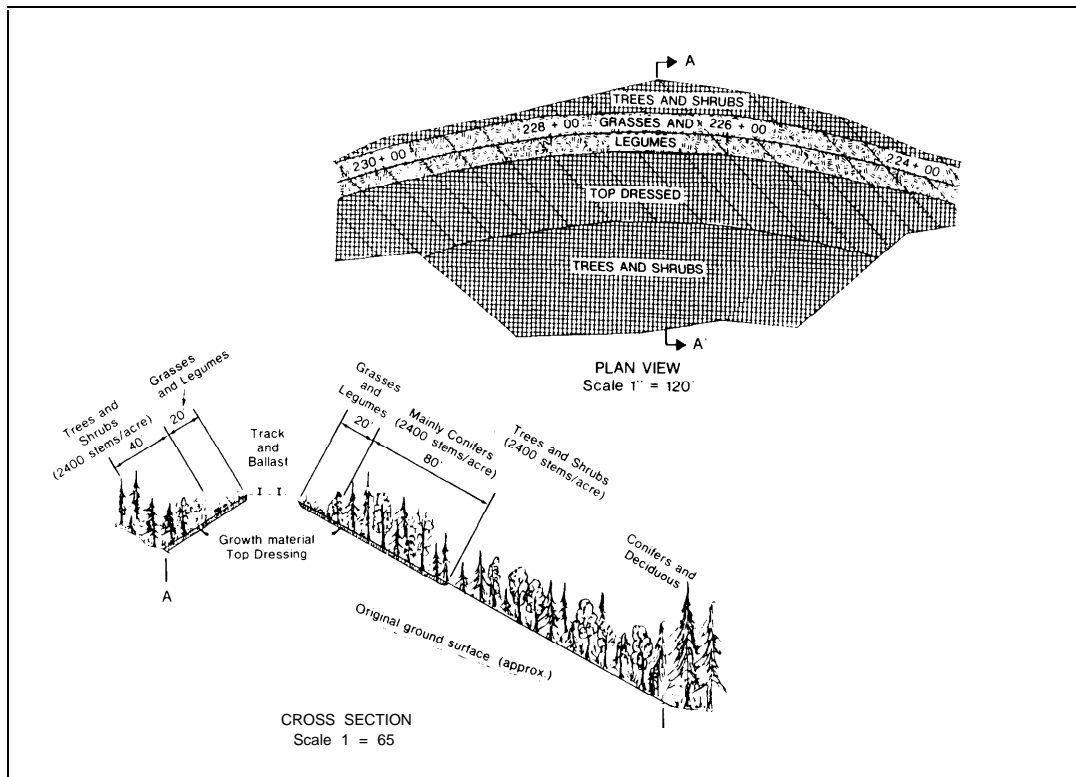 A
TREES AND SHRUBS
228 + 00
GRASSES AND
226 + 00
230 + 00
LEGUMES
224 + 00
TOP DRESSED
TREES AND SHRUBS
A'
PLAN VIEW
Scale 1" = 120'
Grasses
and Legumes
20'
Trees and
Shrubs
(2400 stems/acre)
40'
Track
and
Ballast
Grasses
and
Legumes
20'
Mainly Conifers
(2400 stems/acre)
80'
Trees and Shrubs
(2400 stems/acre)
Growth material
Top Dressing
Conifers and
Deciduous
A
Original ground surface (approx.)
CROSS SECTION
Scale 1 = 65